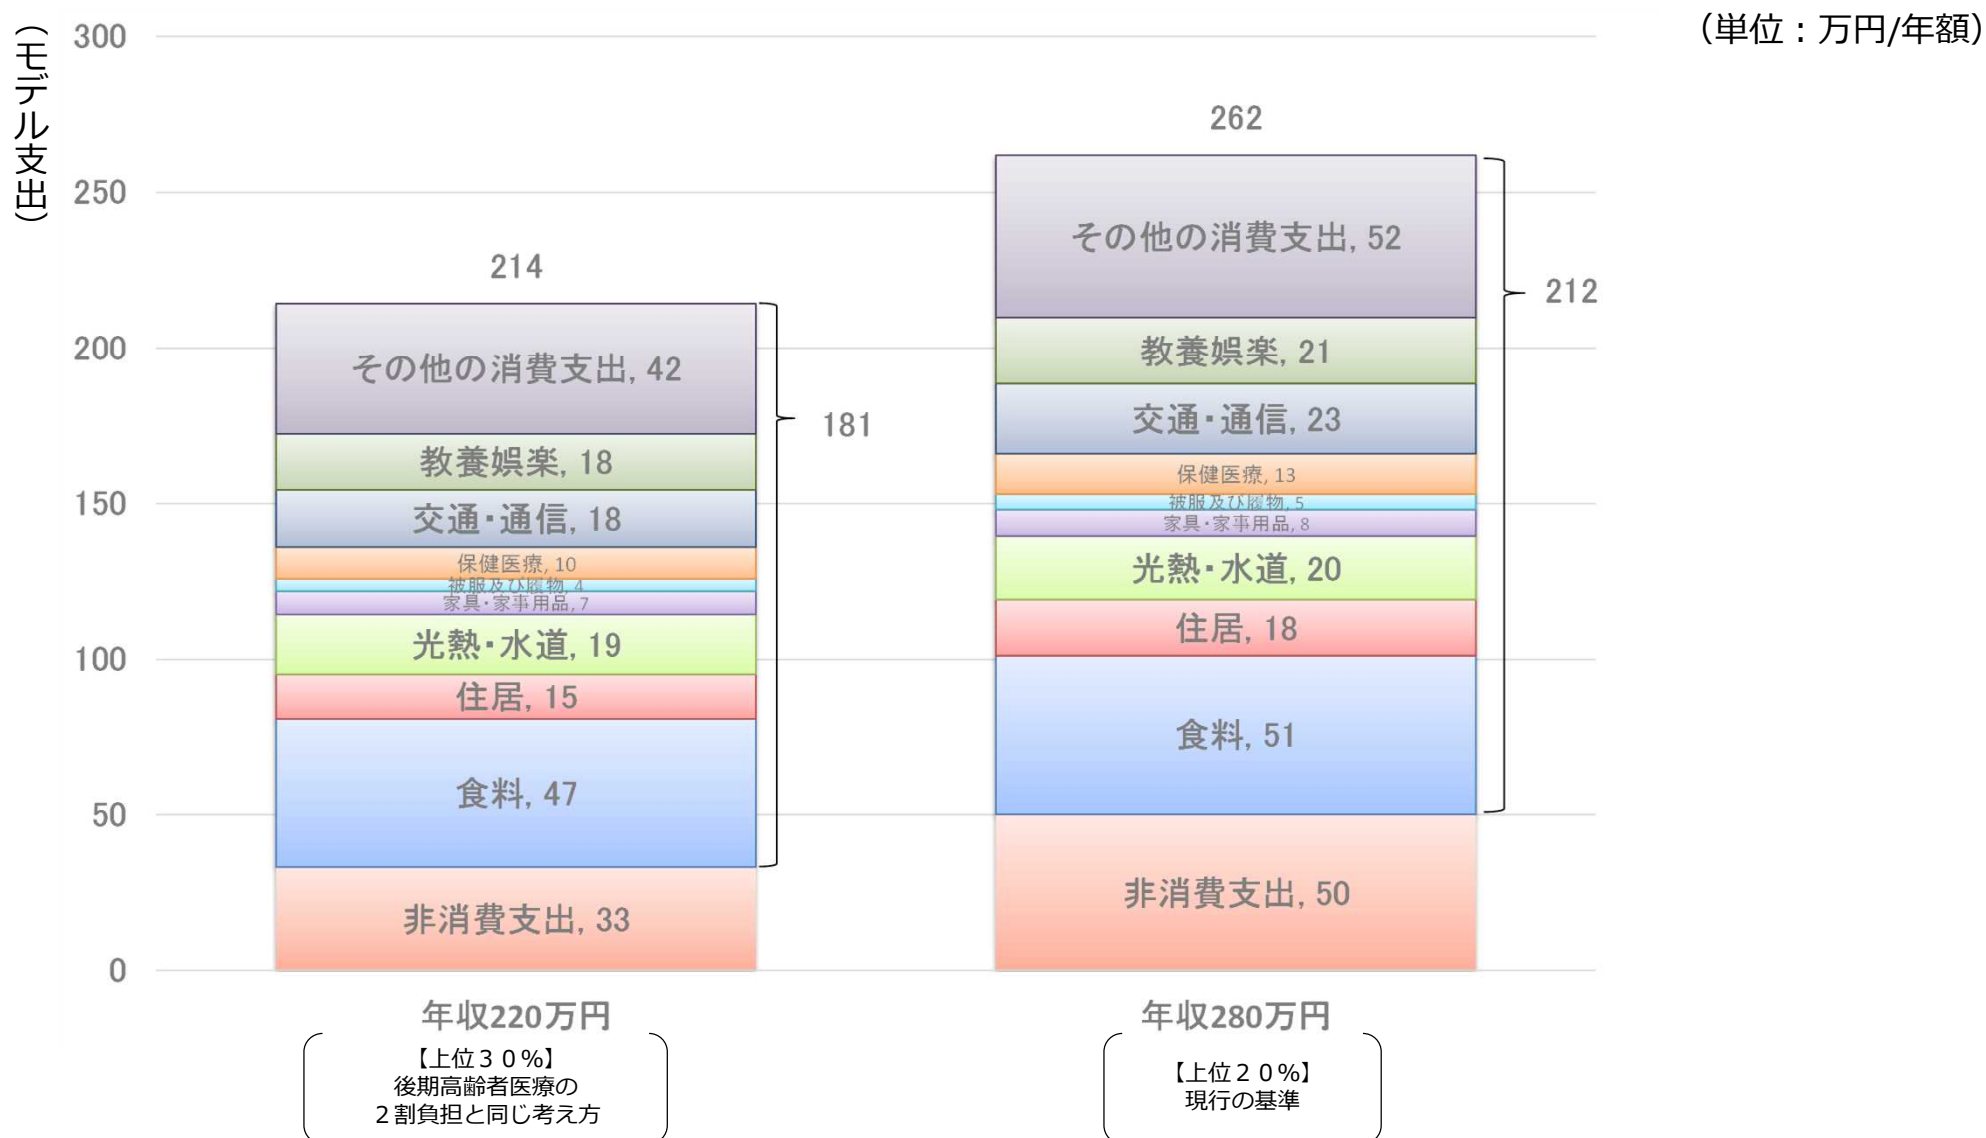 (単位：万円/年額)
(モデル支出)
300
250
200
150
100
50
0
214
その他の消費支出, 42
教養娯楽, 18
交通・通信, 18
保健医療, 10
被服及び履物, 4
家具・家事用品, 7
光熱・水道, 19
住居, 15
食料, 47
非消費支出, 33
181
262
その他の消費支出, 52
教養娯楽, 21
交通・通信, 23
保健医療, 13
被服及び履物, 5
家具・家事用品, 8
光熱・水道, 20
住居, 18
食料, 51
非消費支出, 50
212
年収220万円
【上位３０%】
後期高齢者医療の
２割負担と同じ考え方
年収280万円
【上位２０%】
現行の基準